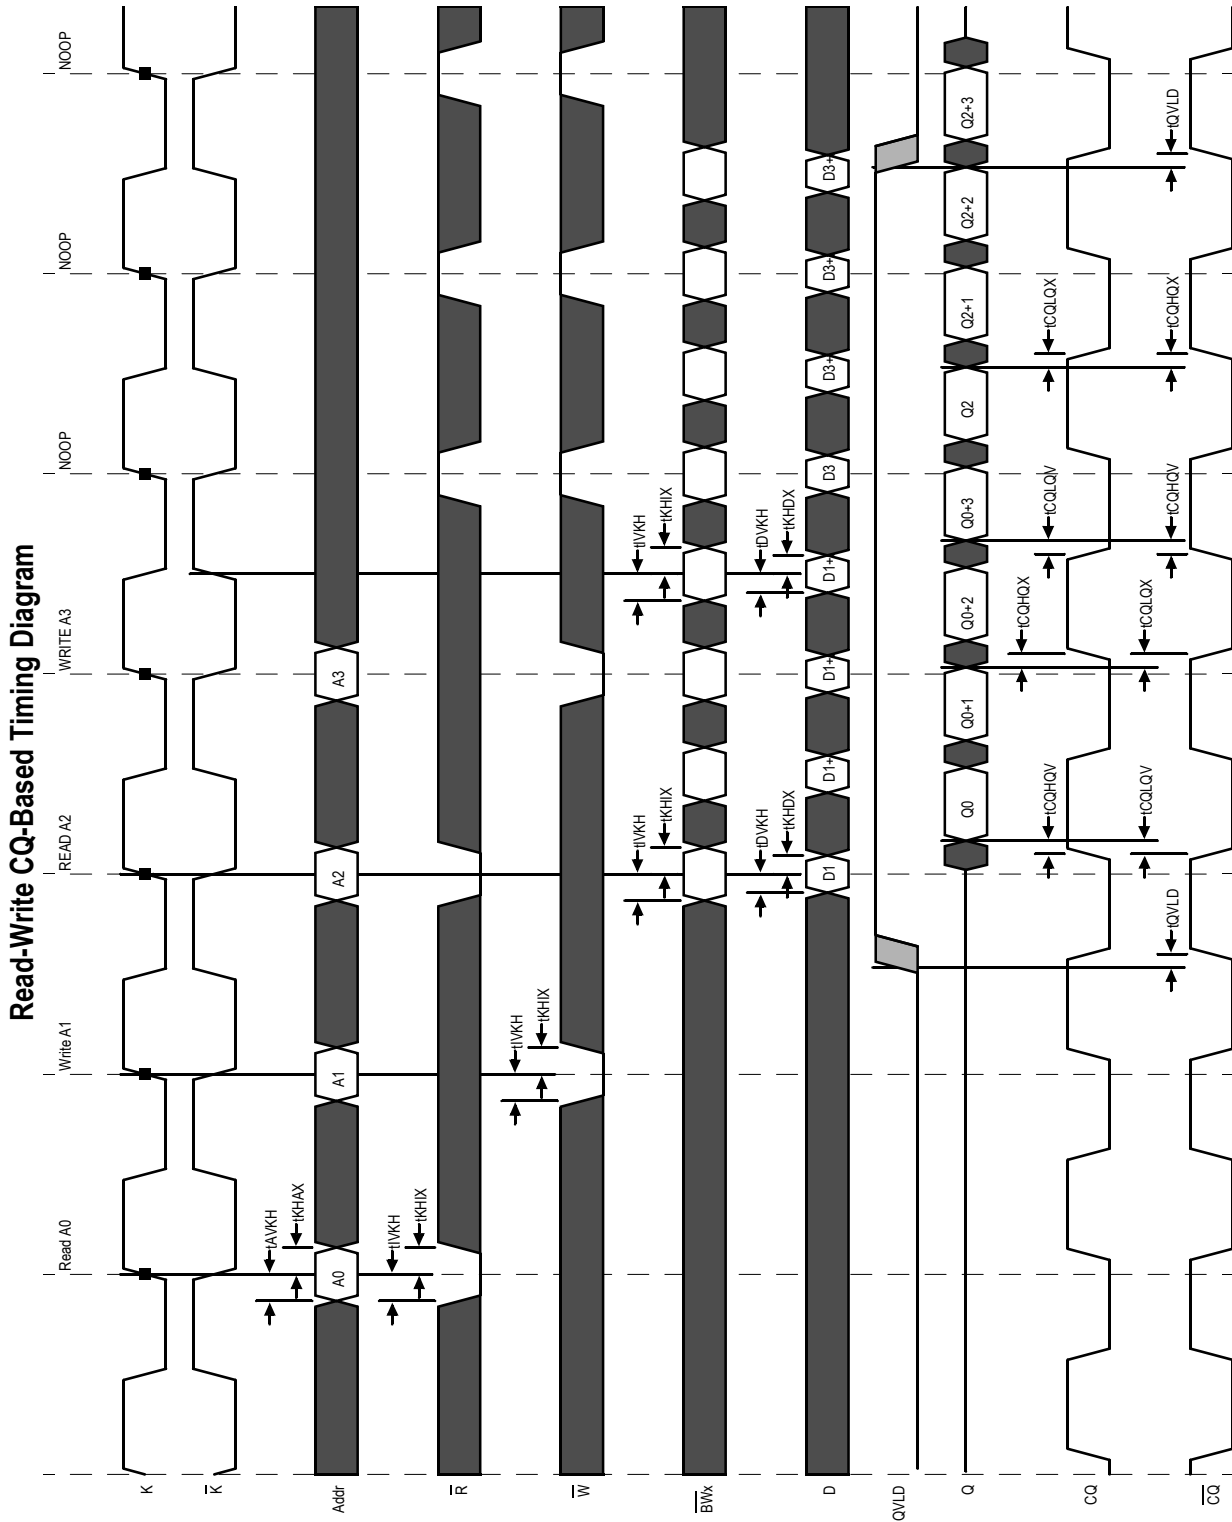 Read-Write CQ-Based Timing Diagram
Read A0 Write A1 READ A2 WRITE A3 NOOP NOOP NOOP
K
K
tAVKH
tKHAX
Addr A0 A1 A2 A3
tIVKH
tKHIX
R
tIVKH
tKHIX
W
tIVKH tIVKH
tKHIX tKHIX
BWx
tDVKH tDVKH
tKHDX tKHDX
D D1 D1+ D1+ D1+ D3 D3+ D3+ D3+
QVLD
Q Q0 Q0+1 Q0+2 Q0+3 Q2 Q2+1 Q2+2 Q2+3
tCQHQX
tCQHQV tCQLQV tCQLQX
CQ
tCQLQV tCQLQX
tQVLD tCQHQV tCQHQX tQVLD
CQ